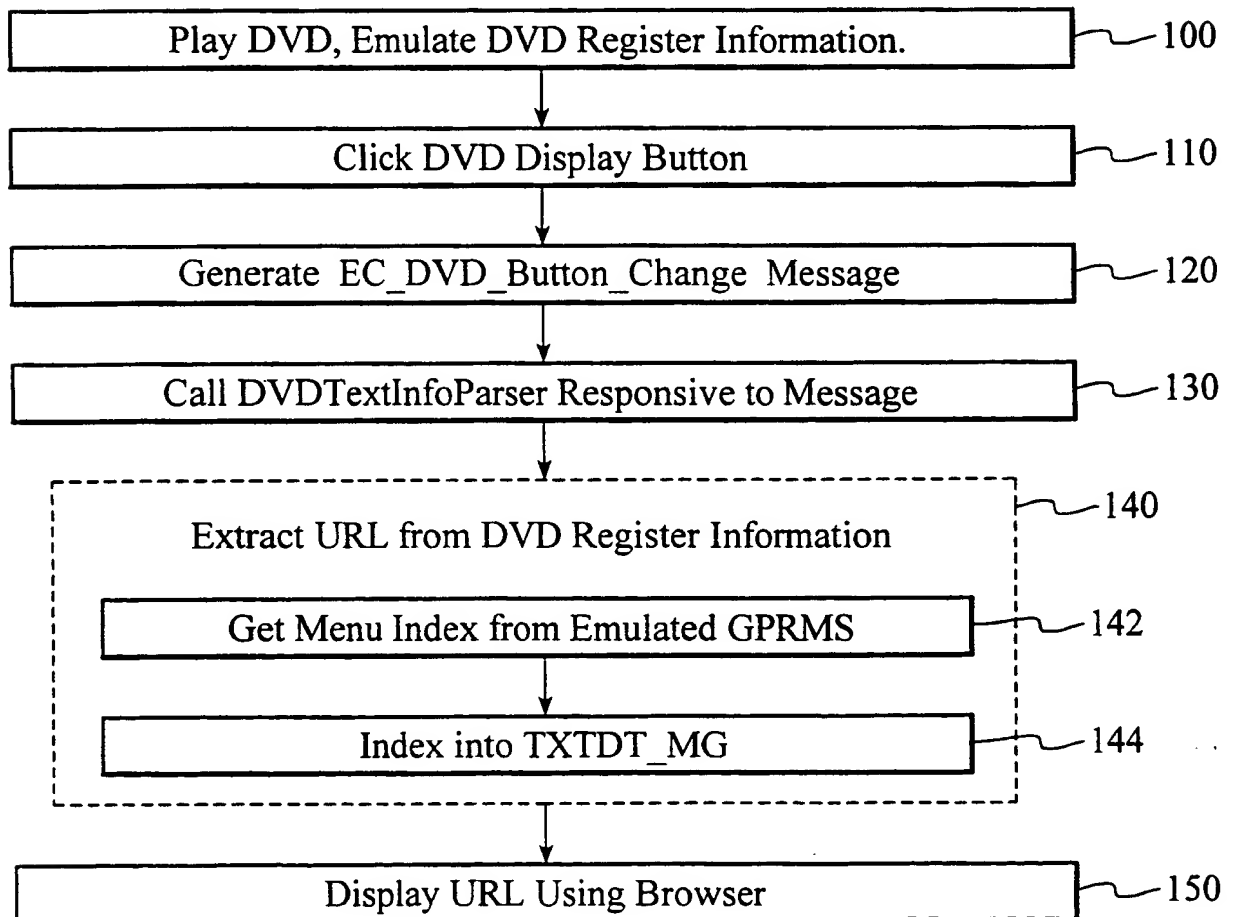 Play DVD, Emulate DVD Register Information.
100
Click DVD Display Button
110
Generate EC_DVD_Button_Change Message
120
Call DVDTextInfoParser Responsive to Message
130
140
Extract URL from DVD Register Information
Get Menu Index from Emulated GPRMS
142
Index into TXTDT_MG
144
Display URL Using Browser
150